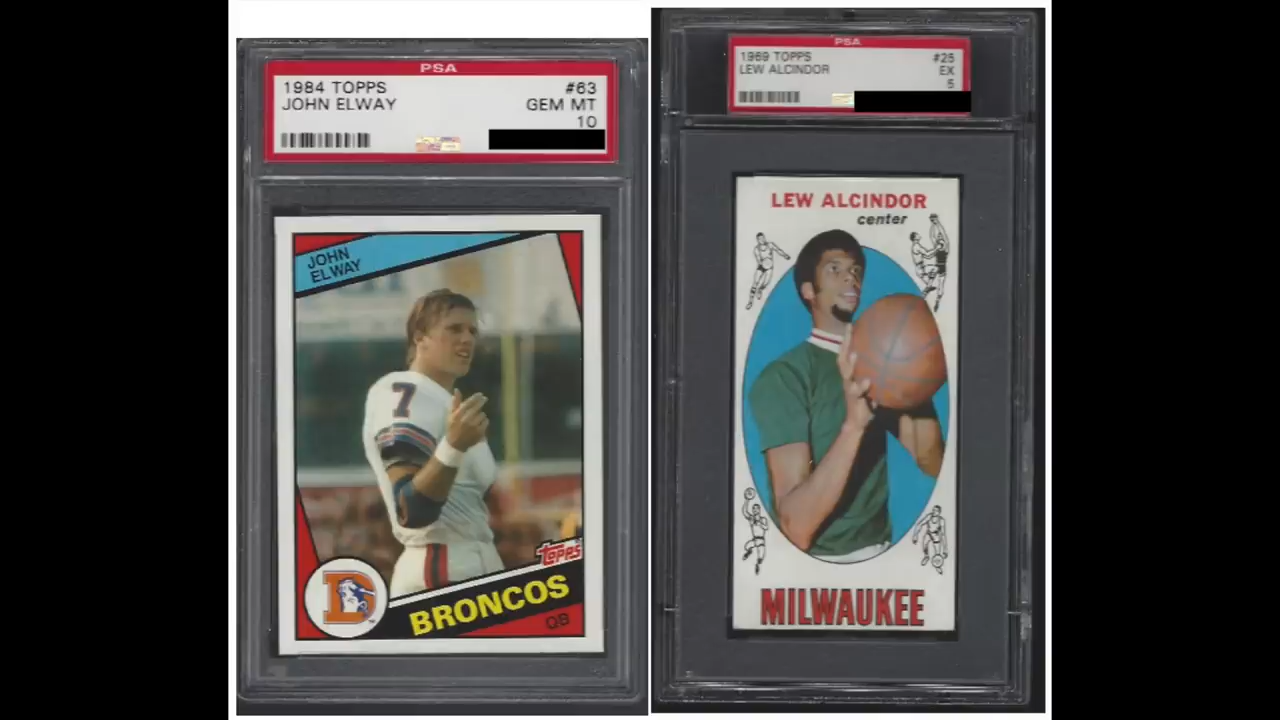 PSA
1984 TOPPS #63
JOHN ELWAY GEM MT
10
JOHN
ELWAY
7
TOPPS
BRONCOS
QB
D
PSA
1969 TOPPS #25
LEW ALCINDOR EX
5
LEW ALCINDOR
center
MILWAUKEE